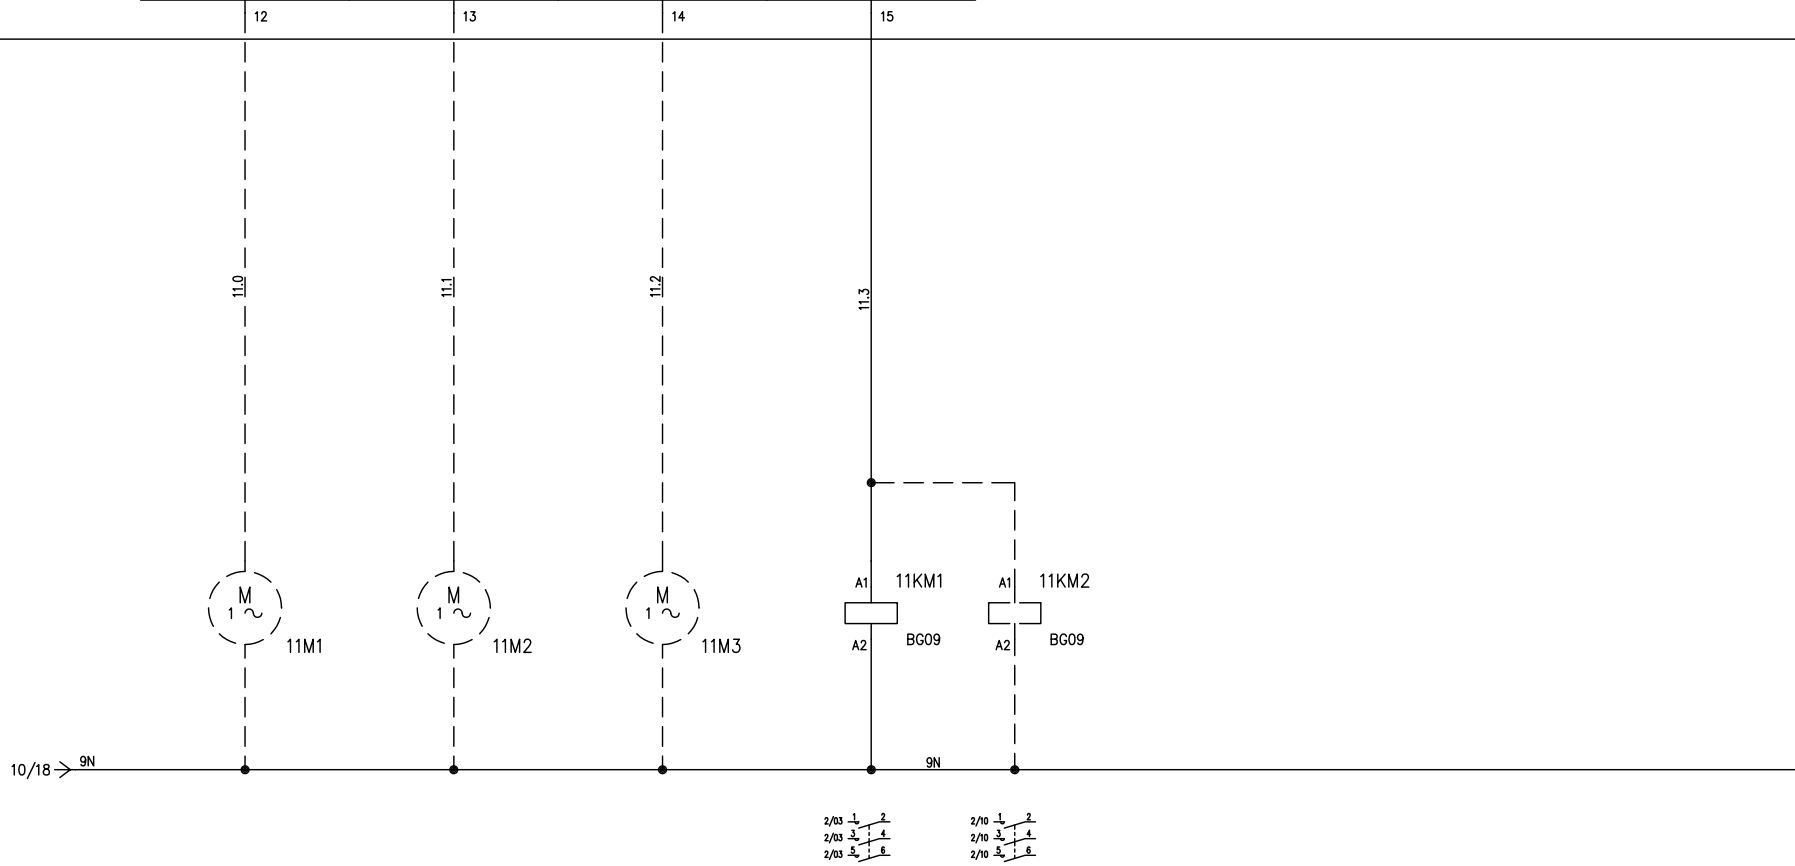 12 13 14 15
11.0 11.1 11.2 11.3
A1 11KM1 A1 11KM2
M M M
1 1 1
11M1 11M2 11M3 A2 BG09 A2 BG09
10/18 9N 9N
2/03 1 2 2/10 1 2
2/03 3 4 2/10 3 4
2/03 5 6 2/10 5 6